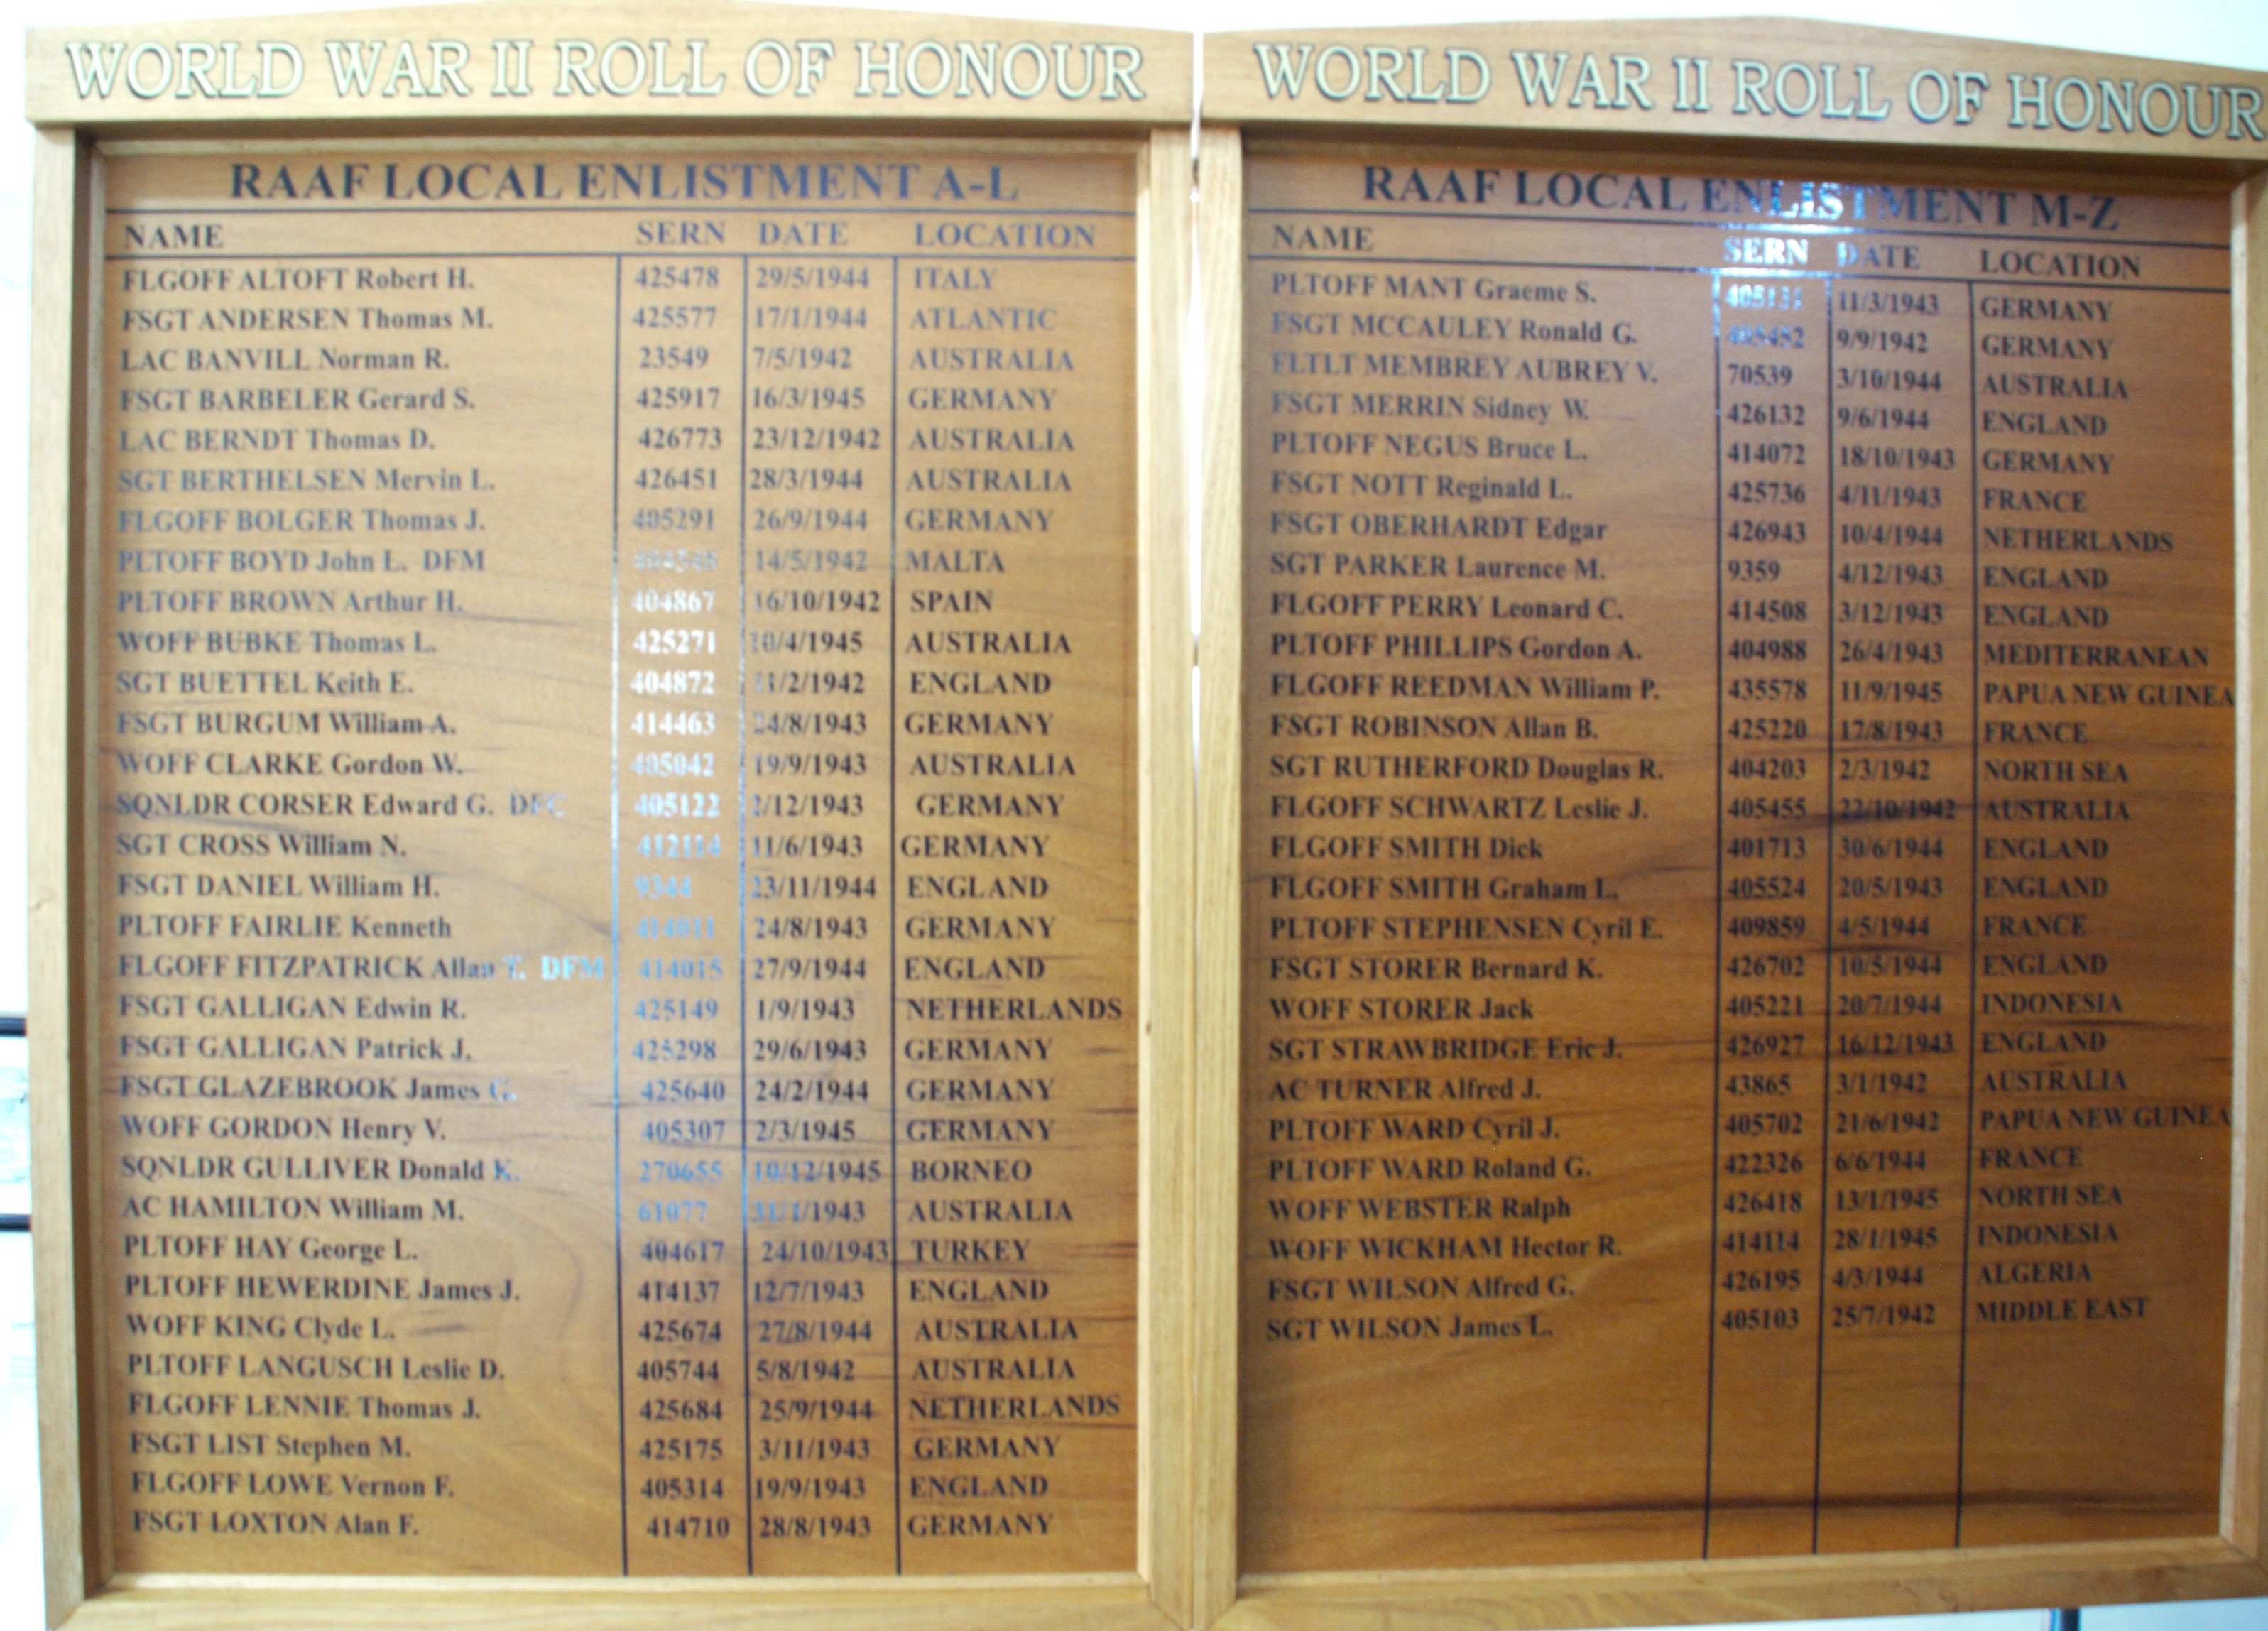 WORLD WAR II ROLL OF HONOUR
RAAF LOCAL ENLISTMENT A-L
NAME SERN DATE LOCATION
FLGOFF ALTOFT Robert H. 425478 29/5/1944 ITALY
FSGT ANDERSEN Thomas M. 425577 17/1/1944 ATLANTIC
LAC BANVILL Norman R. 23549 7/5/1942 AUSTRALIA
FSGT BARBELER Gerard S. 425917 16/3/1945 GERMANY
LAC BERNDT Thomas D. 426773 23/12/1942 AUSTRALIA
SGT BERTHELSEN Mervin L. 426451 28/3/1944 AUSTRALIA
FLGOFF BOLGER Thomas J. 405291 26/9/1944 GERMANY
PLTOFF BOYD John L. DFM 14/5/1942 MALTA
PLTOFF BROWN Arthur H. 404867 16/10/1942 SPAIN
WOFF BUBKE Thomas L. 425271 10/4/1945 AUSTRALIA
SGT BUETTEL Keith E. 404872 ENGLAND
FSGT BURGUM William A. 414463 24/8/1943 GERMANY
WOFF CLARKE Gordon W. 405042 19/9/1943 AUSTRALIA
SQNLDR CORSER Edward G. DFC 405122 2/12/1943 GERMANY
SGT CROSS William N. 11/6/1943 GERMANY
FSGT DANIEL William H. 9344 23/11/1944 ENGLAND
PLTOFF FAIRLIE Kenneth 414011 24/8/1943 GERMANY
FLGOFF FITZPATRICK Allan T. DFM 414015 27/9/1944 ENGLAND
FSGT GALLIGAN Edwin R. 425149 1/9/1943 NETHERLANDS
FSGT GALLIGAN Patrick J. 425298 29/6/1943 GERMANY
FSGT GLAZEBROOK James G. 425640 24/2/1944 GERMANY
WOFF GORDON Henry V. 405307 2/3/1945 GERMANY
SQNLDR GULLIVER Donald K. 270655 10/12/1945 BORNEO
AC HAMILTON William M. 61077 31/1/1943 AUSTRALIA
PLTOFF HAY George L. 404617 24/10/1943 TURKEY
PLTOFF HEWERDINE James J. 414137 12/7/1943 ENGLAND
WOFF KING Clyde L. 425674 27/8/1944 AUSTRALIA
PLTOFF LANGUSCH Leslie D. 405744 5/8/1942 AUSTRALIA
FLGOFF LENNIE Thomas J. 425684 25/9/1944 NETHERLANDS
FSGT LIST Stephen M. 425175 3/11/1943 GERMANY
FLGOFF LOWE Vernon F. 405314 19/9/1943 ENGLAND
FSGT LOXTON Alan F. 414710 28/8/1943 GERMANY
WORLD WAR II ROLL OF HONOUR
RAAF LOCAL ENLISTMENT M-Z
NAME SERN DATE LOCATION
PLTOFF MANT Graeme S. 11/3/1943 GERMANY
FSGT MCCAULEY Ronald G. 405452 9/9/1942 GERMANY
FLTLT MEMBREY AUBREY V. 70539 3/10/1944 AUSTRALIA
FSGT MERRIN Sidney W. 426132 9/6/1944 ENGLAND
PLTOFF NEGUS Bruce L. 414072 18/10/1943 GERMANY
FSGT NOTT Reginald L. 425736 4/11/1943 FRANCE
FSGT OBERHARDT Edgar 426943 10/4/1944 NETHERLANDS
SGT PARKER Laurence M. 9359 4/12/1943 ENGLAND
FLGOFF PERRY Leonard C. 414508 3/12/1943 ENGLAND
PLTOFF PHILLIPS Gordon A. 404988 26/4/1943 MEDITERRANEAN
FLGOFF REEDMAN William P. 435578 11/9/1945 PAPUA NEW GUINEA
FSGT ROBINSON Allan B. 425220 17/8/1943 FRANCE
SGT RUTHERFORD Douglas R. 404203 2/3/1942 NORTH SEA
FLGOFF SCHWARTZ Leslie J. 405455 22/10/1942 AUSTRALIA
FLGOFF SMITH Dick 401713 30/6/1944 ENGLAND
FLGOFF SMITH Graham L. 405524 20/5/1943 ENGLAND
PLTOFF STEPHENSEN Cyril E. 409859 4/5/1944 FRANCE
FSGT STORER Bernard K. 426702 10/5/1944 ENGLAND
WOFF STORER Jack 405221 20/7/1944 INDONESIA
SGT STRAWBRIDGE Eric J. 426927 16/12/1943 ENGLAND
AC TURNER Alfred J. 43865 3/1/1942 AUSTRALIA
PLTOFF WARD Cyril J. 405702 21/6/1942 PAPUA NEW GUINEA
PLTOFF WARD Roland G. 422326 6/6/1944 FRANCE
WOFF WEBSTER Ralph 426418 13/1/1945 NORTH SEA
WOFF WICKHAM Hector R. 414114 28/1/1945 INDONESIA
FSGT WILSON Alfred G. 426195 4/3/1944 ALGERIA
SGT WILSON James L. 405103 25/7/1942 MIDDLE EAST